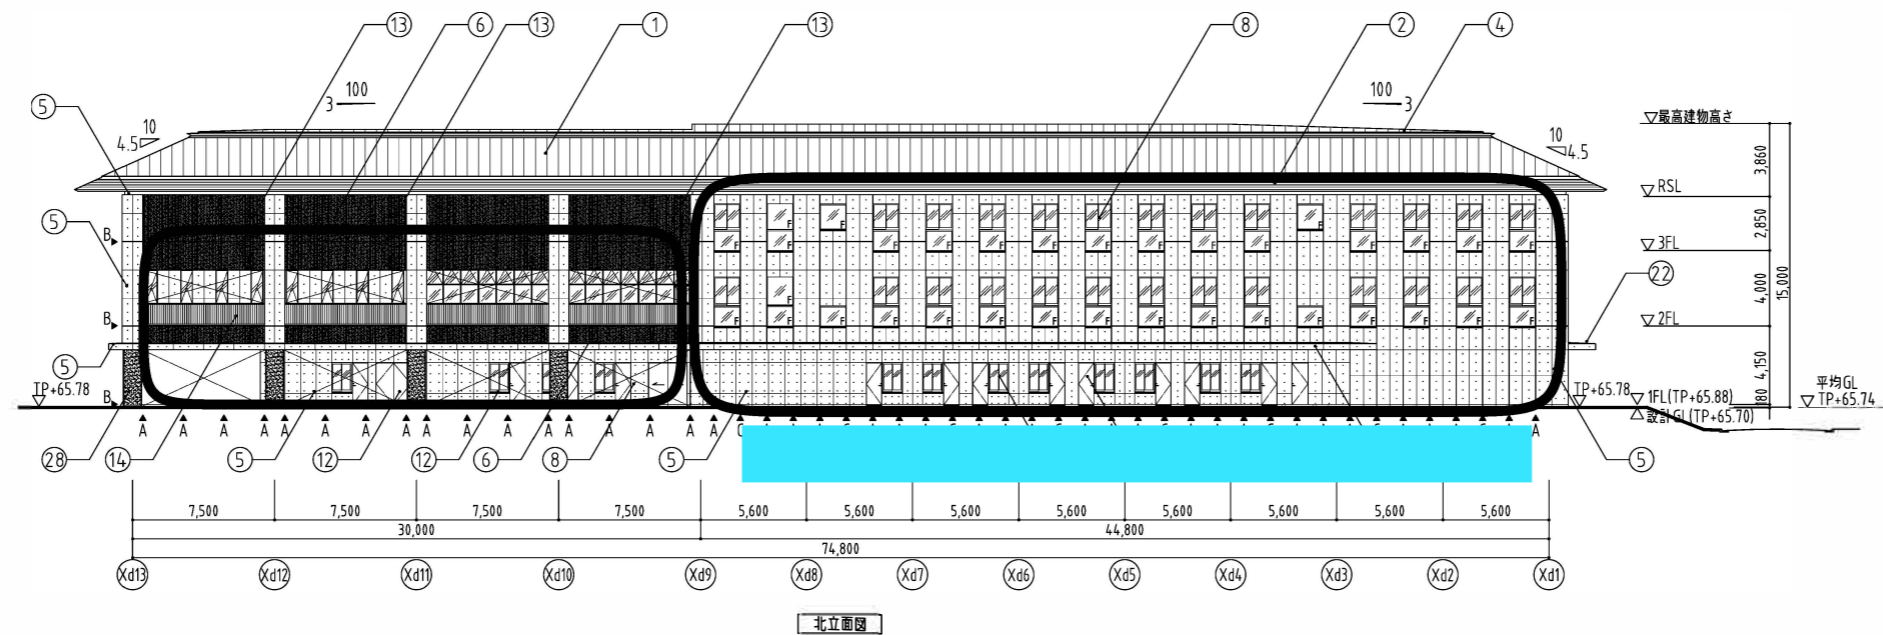 13 6 13 1 13 8 2 4
5
3 100
100 3
10
4.5
10
4.5
▽最高建物高さ
3,860
▽ RSL
5
B
2,850
▽ 3FL
4,000
15,000
22
B
▽ 2FL
5
4,150
TP+65.78
B
TP+65.78
180
1FL(TP+65.88)
設計GL(TP+65.70)
平均GL
TP+65.74
F F F F F F F F F F F F F F
F F F F F F F F F F F F F F
A A A A A A A A A A A A A A A A A A
28 14 5 12 12 6 8 5 5
7,500 7,500 7,500 7,500 5,600 5,600 5,600 5,600 5,600 5,600 5,600 5,600
30,000 44,800
74,800
Xd13 Xd12 Xd11 Xd10 Xd9 Xd8 Xd7 Xd6 Xd5 Xd4 Xd3 Xd2 Xd1
北立面図